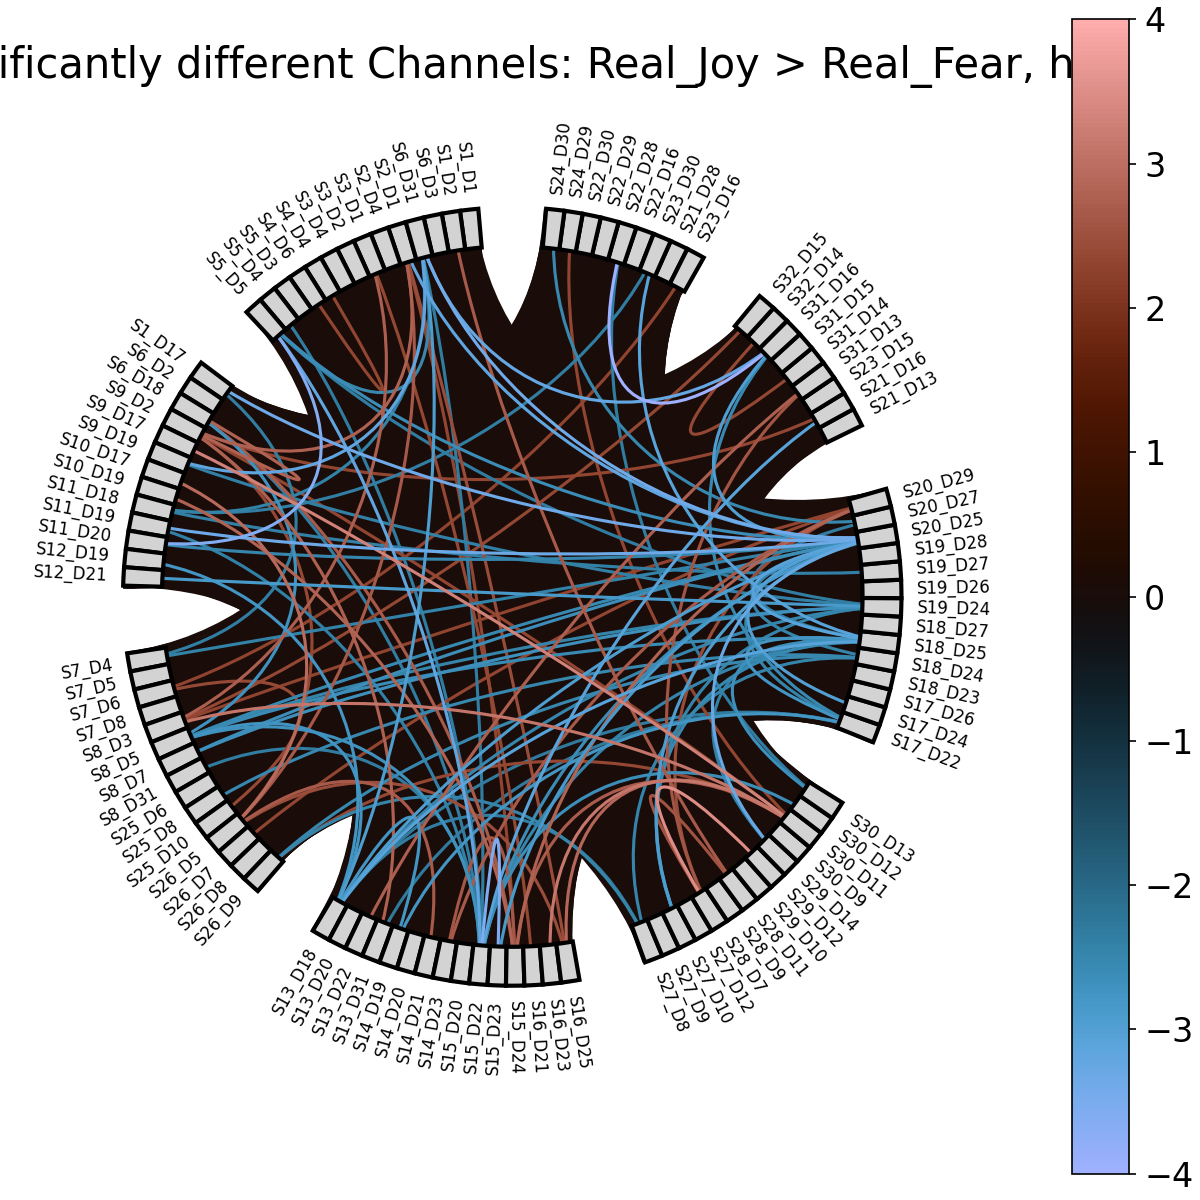 ificantly different Channels: Real_Joy > Real_Fear, h
4
3
2
1
0
−1
−2
−3
−4
S1_D1
S1_D2
S6_D3
S6_D31
S2_D1
S2_D4
S3_D1
S3_D2
S3_D4
S4_D4
S4_D6
S5_D3
S5_D4
S5_D5
S1_D17
S6_D2
S6_D18
S9_D2
S9_D17
S9_D19
S10_D17
S10_D19
S11_D18
S11_D19
S11_D20
S12_D19
S12_D21
S7_D4
S7_D5
S7_D6
S7_D8
S8_D3
S8_D5
S8_D7
S8_D31
S25_D6
S25_D8
S25_D10
S26_D5
S26_D7
S26_D8
S26_D9
S13_D18
S13_D20
S13_D22
S13_D31
S14_D19
S14_D20
S14_D21
S14_D23
S15_D20
S15_D22
S15_D23
S15_D24
S16_D21
S16_D23
S16_D25
S27_D8
S27_D9
S27_D10
S27_D12
S28_D7
S28_D9
S28_D11
S29_D10
S29_D12
S29_D14
S30_D9
S30_D11
S30_D12
S30_D13
S17_D22
S17_D24
S17_D26
S18_D23
S18_D24
S18_D25
S18_D27
S19_D24
S19_D26
S19_D27
S19_D28
S20_D25
S20_D27
S20_D29
S21_D13
S21_D16
S23_D15
S31_D13
S31_D14
S31_D15
S31_D16
S32_D14
S32_D15
S23_D16
S21_D28
S23_D30
S22_D16
S22_D28
S22_D29
S22_D30
S24_D29
S24_D30